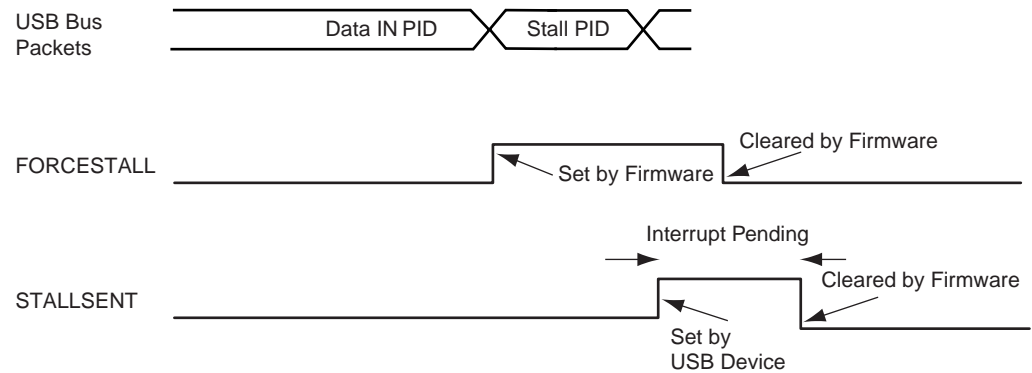 USB Bus
Packets
Data IN PID
Stall PID
FORCESTALL
Set by Firmware
Cleared by Firmware
Interrupt Pending
STALLSENT
Set by
USB Device
Cleared by Firmware